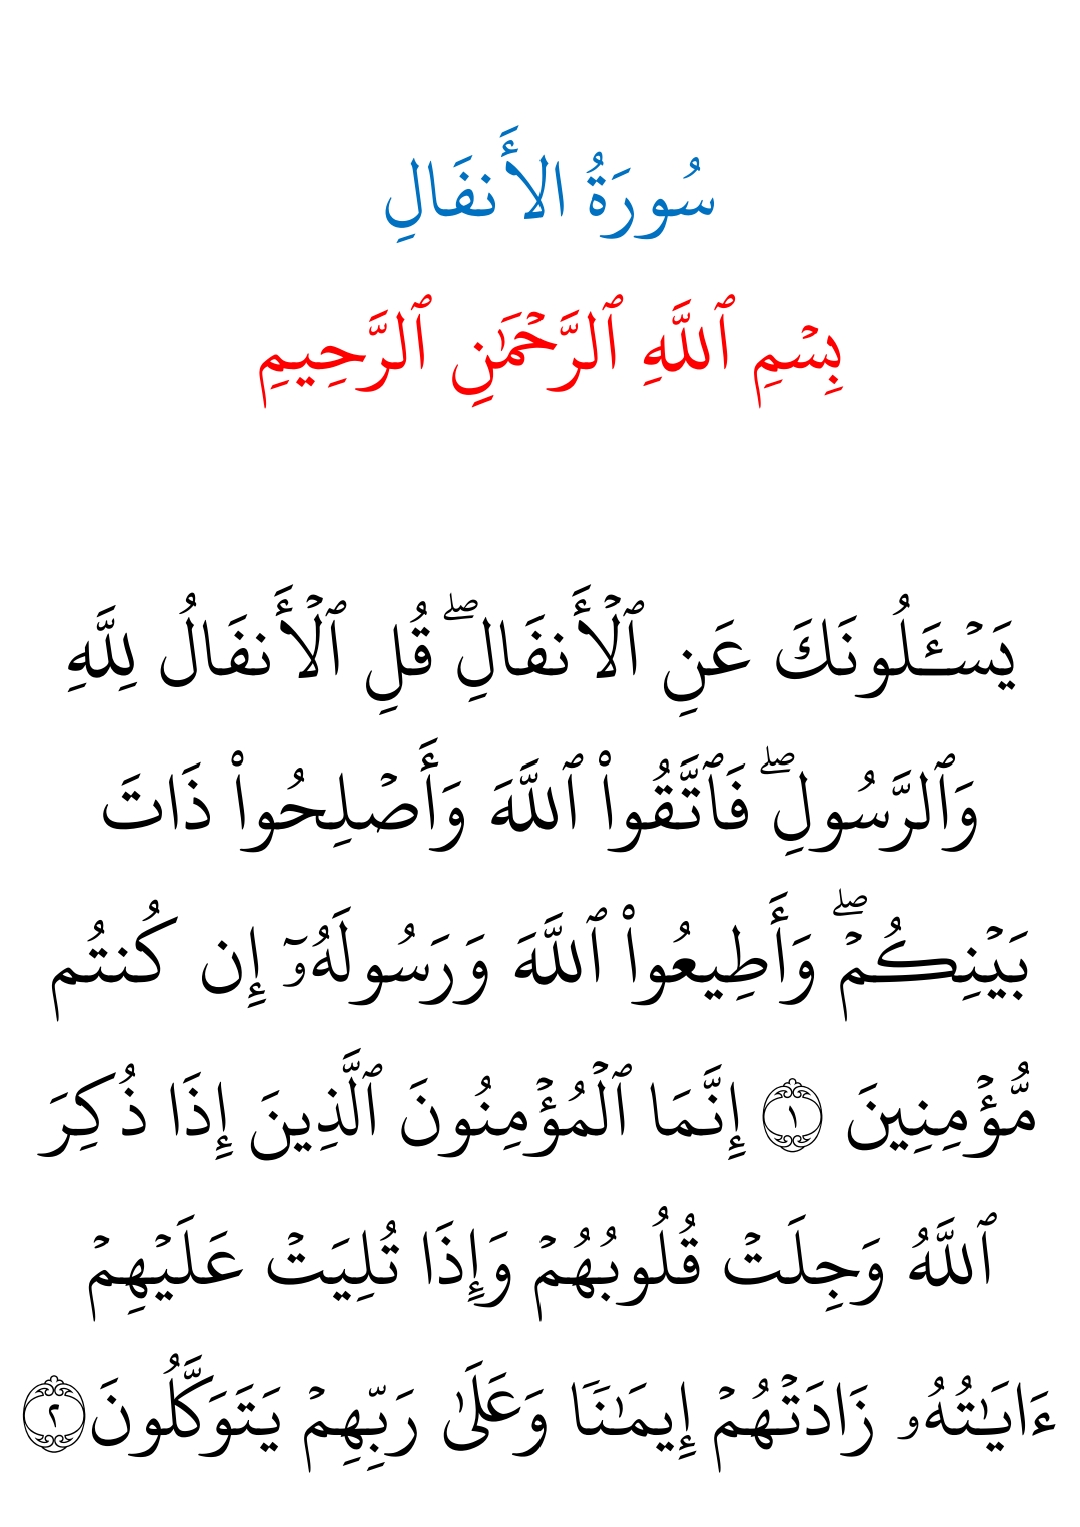 سُورَةُ الأَنفَالِ
بِسۡمِ ٱللَّهِ ٱلرَّحۡمَٰنِ ٱلرَّحِيمِ
يَسۡـَٔلُونَكَ عَنِ ٱلۡأَنفَالِۖ قُلِ ٱلۡأَنفَالُ لِلَّهِ
وَٱلرَّسُولِۖ فَٱتَّقُواْ ٱللَّهَ وَأَصۡلِحُواْ ذَاتَ
بَيۡنِكُمۡۖ وَأَطِيعُواْ ٱللَّهَ وَرَسُولَهُۥٓ إِن كُنتُم
مُّؤۡمِنِينَ ١ إِنَّمَا ٱلۡمُؤۡمِنُونَ ٱلَّذِينَ إِذَا ذُكِرَ
ٱللَّهُ وَجِلَتۡ قُلُوبُهُمۡ وَإِذَا تُلِيَتۡ عَلَيۡهِمۡ
ءَايَٰتُهُۥ زَادَتۡهُمۡ إِيمَٰنَٗا وَعَلَىٰ رَبِّهِمۡ يَتَوَكَّلُونَ ٢